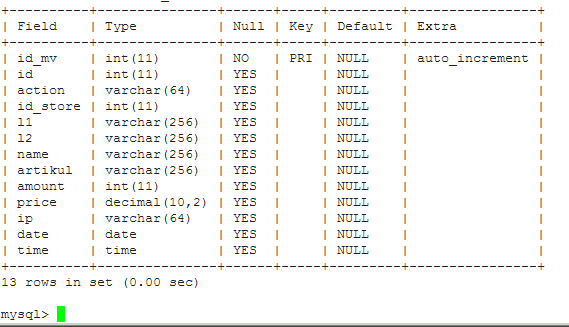 +----------+---------------+------+-----+---------+----------------+
| Field    | Type          | Null | Key | Default | Extra          |
+----------+---------------+------+-----+---------+----------------+
| id_mv    | int(11)       | NO   | PRI | NULL    | auto_increment |
| id       | int(11)       | YES  |     | NULL    |                |
| action   | varchar(64)   | YES  |     | NULL    |                |
| id_store | int(11)       | YES  |     | NULL    |                |
| l1       | varchar(256)  | YES  |     | NULL    |                |
| l2       | varchar(256)  | YES  |     | NULL    |                |
| name     | varchar(256)  | YES  |     | NULL    |                |
| artikul  | varchar(256)  | YES  |     | NULL    |                |
| amount   | int(11)       | YES  |     | NULL    |                |
| price    | decimal(10,2) | YES  |     | NULL    |                |
| ip       | varchar(64)   | YES  |     | NULL    |                |
| date     | date          | YES  |     | NULL    |                |
| time     | time          | YES  |     | NULL    |                |
+----------+---------------+------+-----+---------+----------------+
13 rows in set (0.00 sec)
mysql>